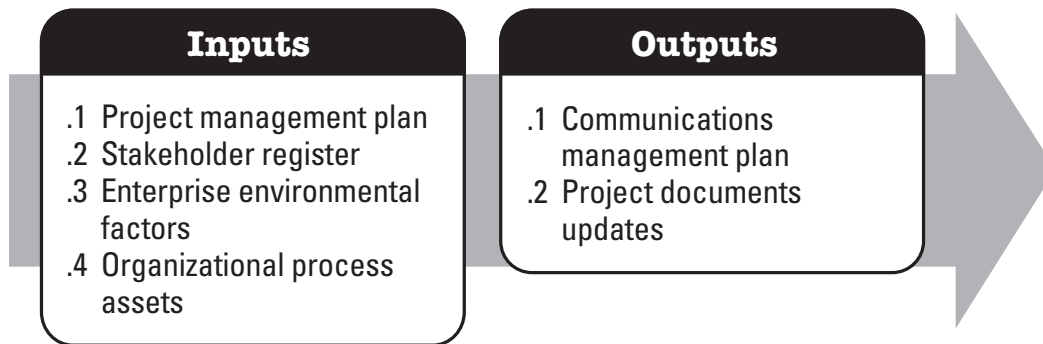 Inputs
.1 Project management plan
.2 Stakeholder register
.3 Enterprise environmental
factors
.4 Organizational process
assets
Outputs
.1 Communications
management plan
.2 Project documents
updates